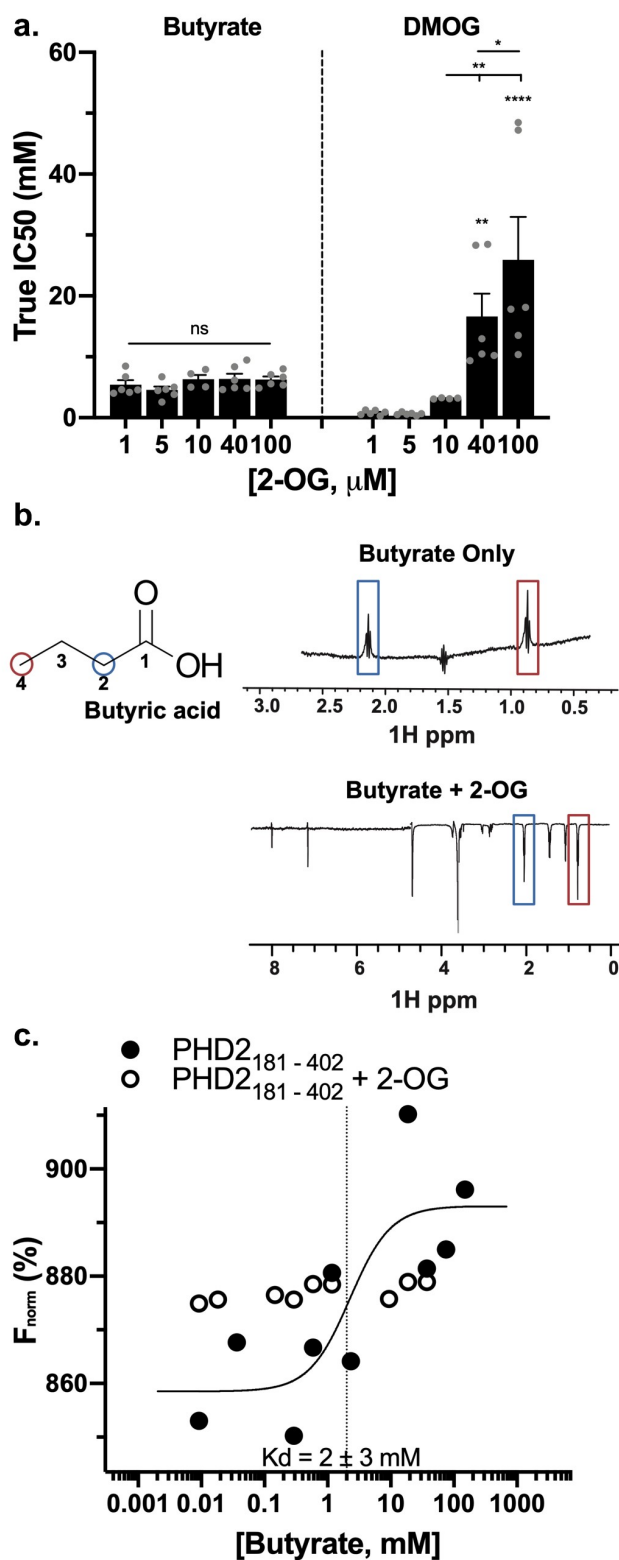 a.
Butyrate DMOG
*
**
****
**
ns
True IC50 (mM)
60
40
20
0
1 5 10 40 100 1 5 10 40 100
[2-OG, μM]
b.
Butyrate Only
O
OH
1
2
3
4
Butyric acid
3.0 2.5 2.0 1.5 1.0 0.5
1H ppm
Butyrate + 2-OG
8 6 4 2 0
1H ppm
c.
PHD2181 - 402
PHD2181 - 402 + 2-OG
Fnorm (%)
900
880
860
Kd = 2 ± 3 mM
0.001 0.01 0.1 1 10 100 1000
[Butyrate, mM]